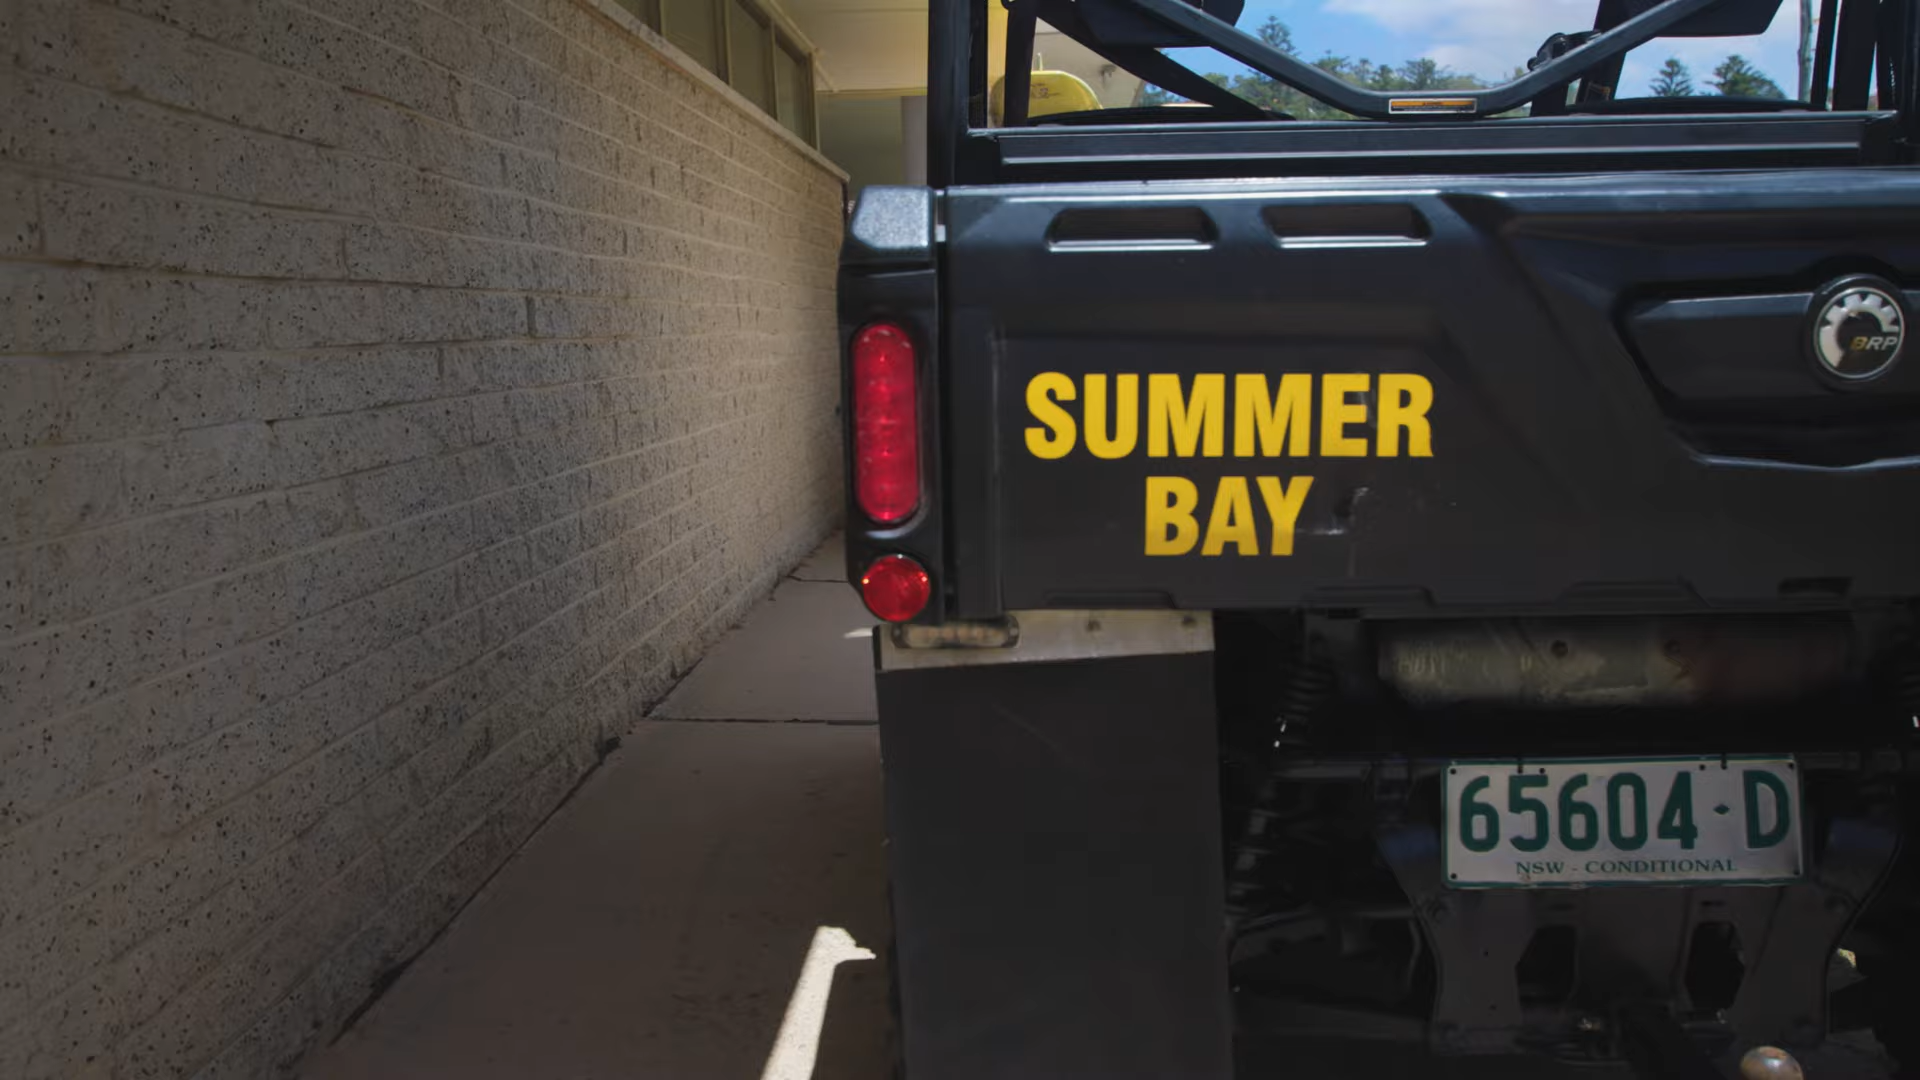 BRP
SUMMER
BAY
65604·D
NSW - CONDITIONAL